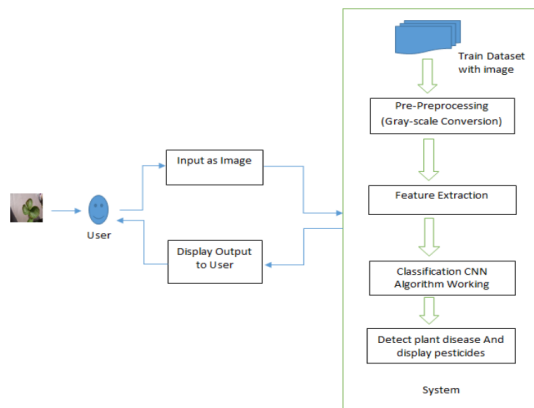 Train Dataset
with image
Pre-Preprocessing
(Gray-scale Conversion)
Input as Image
Feature Extraction
User
Display Output
to User
Classification CNN
Algorithm Working
Detect plant disease And
display pesticides
System